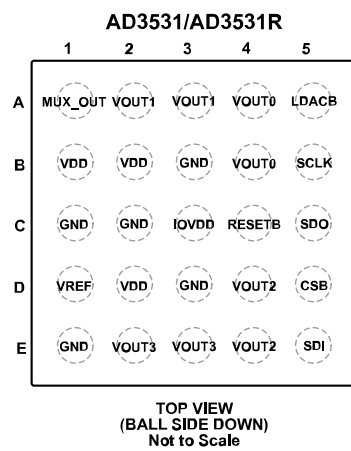 AD3531/AD3531R
1 2 3 4 5
A MUX_OUT VOUT1 VOUT1 VOUT0 LDACB
B VDD VDD GND VOUT0 SCLK
C GND GND IOVDD RESETB SDO
D VREF VDD GND VOUT2 CSB
E GND VOUT3 VOUT3 VOUT2 SDI
TOP VIEW
(BALL SIDE DOWN)
Not to Scale